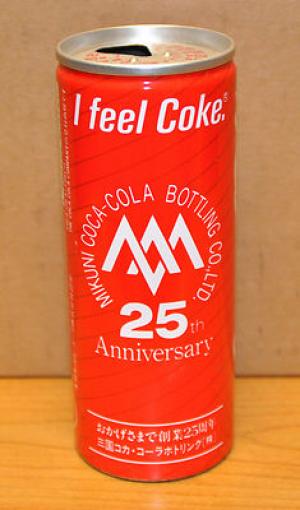 I feel Coke.®
MIKUNI COCA-COLA BOTTLING CO.,LTD.
25th
Anniversary
おかげさまで創業25周年
三国コカ・コーラボトリング(株)